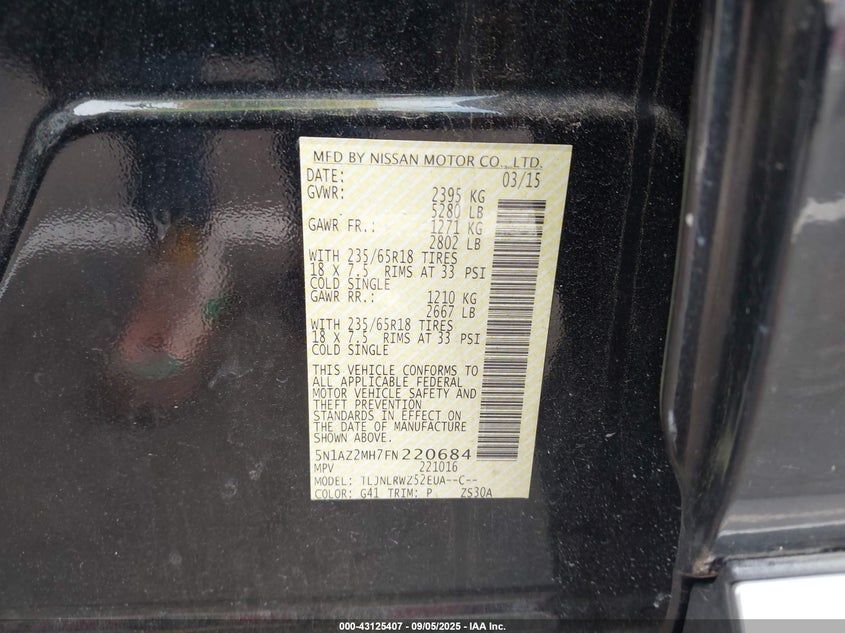 MFD BY NISSAN MOTOR CO., LTD.
DATE: 03/15
GVWR: 2395 KG
5280 LB
GAWR FR.: 1271 KG
2802 LB
WITH 235/65R18 TIRES
18 X 7.5 RIMS AT 33 PSI
COLD SINGLE
GAWR RR.: 1210 KG
2667 LB
WITH 235/65R18 TIRES
18 X 7.5 RIMS AT 33 PSI
COLD SINGLE
THIS VEHICLE CONFORMS TO
ALL APPLICABLE FEDERAL
MOTOR VEHICLE SAFETY AND
THEFT PREVENTION
STANDARDS IN EFFECT ON
THE DATE OF MANUFACTURE
SHOWN ABOVE.
5N1AZ2MH7FN220684
MPV 221016
MODEL: TLJNLRWZ52EUA--C--
COLOR: G41 TRIM: P ZS30A
000-43125407 - 09/05/2025 - IAA Inc.